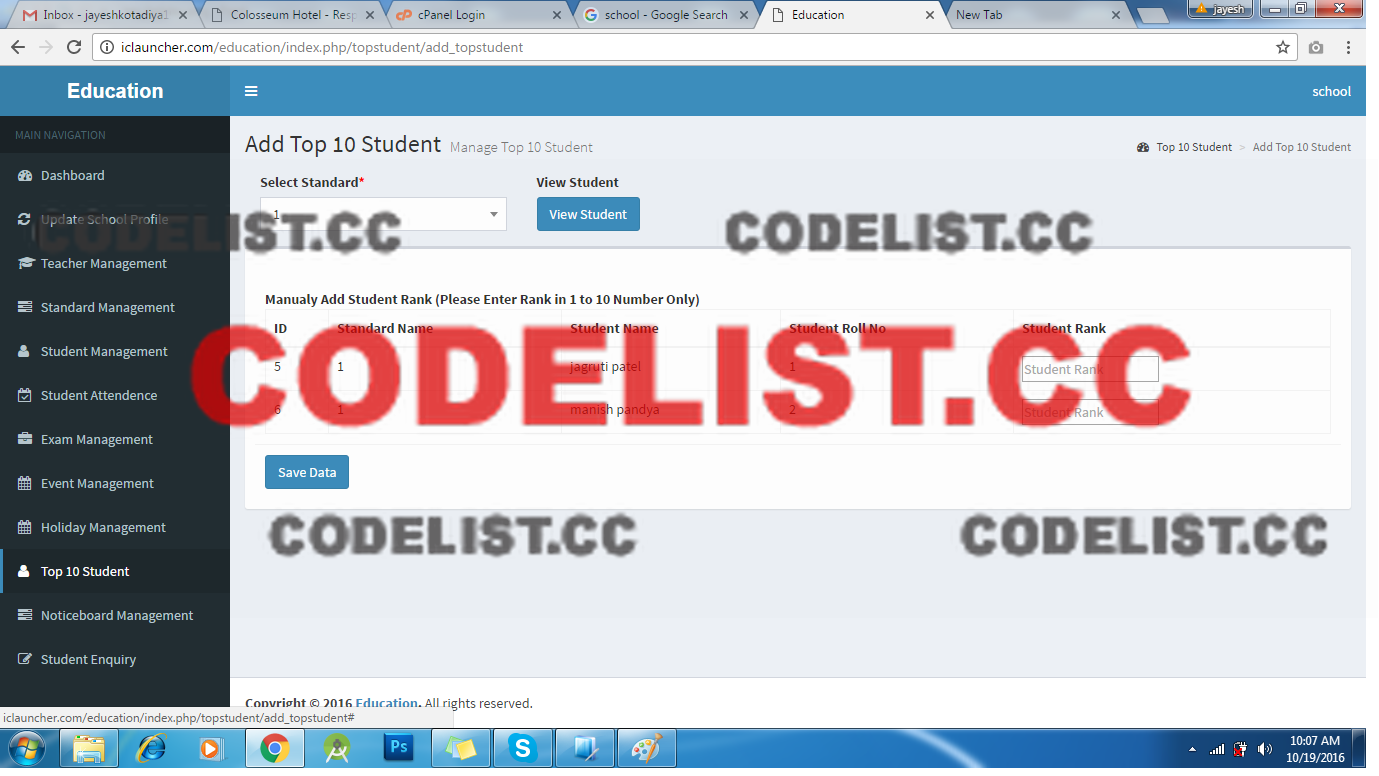 Inbox - jayeshkotadiya1
Colosseum Hotel - Resp
cPanel Login
school - Google Search
Education
New Tab
jayesh
iclauncher.com/education/index.php/topstudent/add_topstudent
Education
school
MAIN NAVIGATION
Dashboard
Update School Profile
Teacher Management
Standard Management
Student Management
Student Attendence
Exam Management
Event Management
Holiday Management
Top 10 Student
Noticeboard Management
Student Enquiry
Add Top 10 Student Manage Top 10 Student
Top 10 Student > Add Top 10 Student
Select Standard* View Student
1 View Student
CODELIST.CC CODELIST.CC
Manualy Add Student Rank (Please Enter Rank in 1 to 10 Number Only)
ID Standard Name Student Name Student Roll No Student Rank
5 1 jagruti patel 1 Student Rank
CODELIST.CC
6 1 manish pandya 2 Student Rank
Save Data
CODELIST.CC CODELIST.CC
Copyright © 2016 Education. All rights reserved.
iclauncher.com/education/index.php/topstudent/add_topstudent#
Ps
10:07 AM
10/19/2016